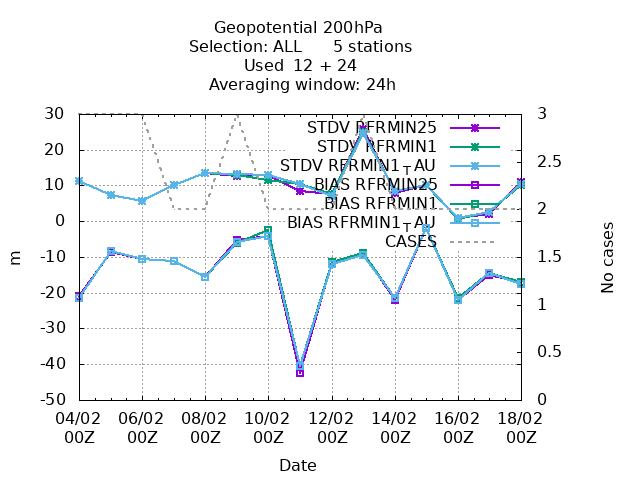 Geopotential 200hPa
Selection: ALL 5 stations
Used 12 + 24
Averaging window: 24h
30 3
STDV RFRMIN25
STDV RFRMIN1
20 2.5
STDV RFRMIN1_AU
10 BIAS RFRMIN25
BIAS RFRMIN1 2
0 BIAS RFRMIN1_AU
CASES
-10 1.5
m No cases
-20 1
-30
-40 0.5
-50 0
04/02 06/02 08/02 10/02 12/02 14/02 16/02 18/02
00Z 00Z 00Z 00Z 00Z 00Z 00Z 00Z
Date